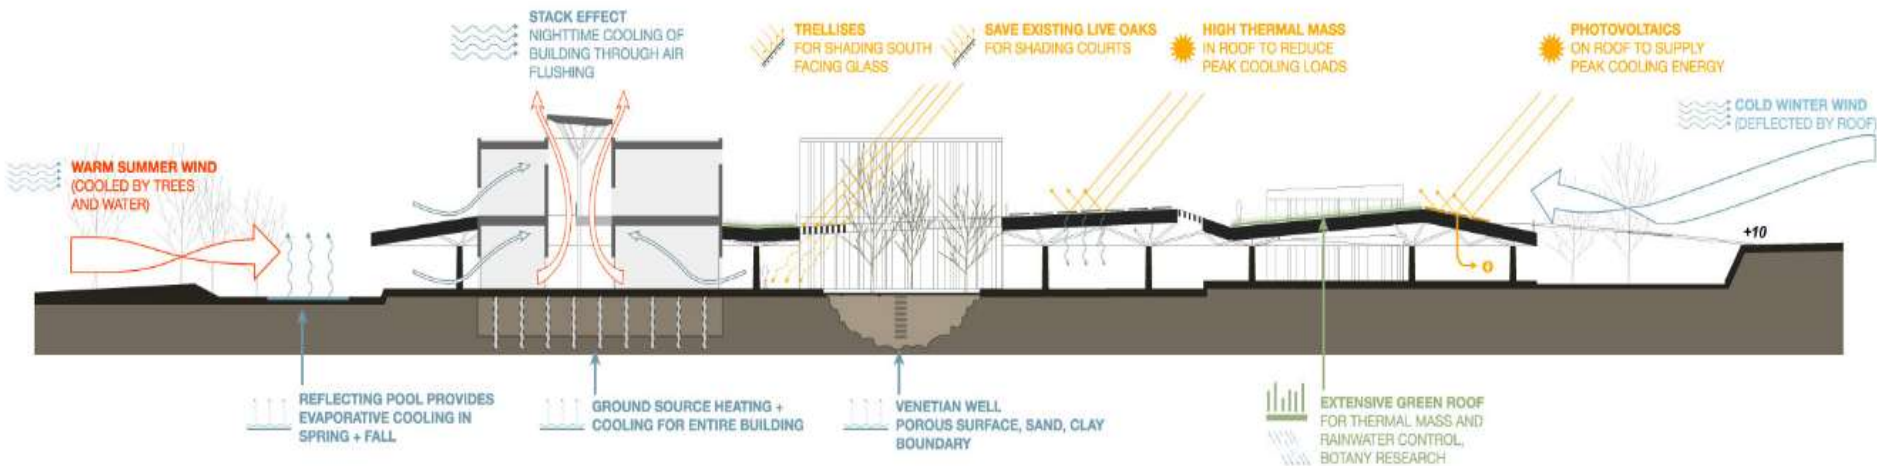 STACK EFFECT
NIGHTTIME COOLING OF
BUILDING THROUGH AIR
FLUSHING
TRELLISES
FOR SHADING SOUTH
FACING GLASS
SAVE EXISTING LIVE OAKS
FOR SHADING COURTS
HIGH THERMAL MASS
IN ROOF TO REDUCE
PEAK COOLING LOADS
PHOTOVOLTAICS
ON ROOF TO SUPPLY
PEAK COOLING ENERGY
COLD WINTER WIND
(DEFLECTED BY ROOF)
WARM SUMMER WIND
(COOLED BY TREES
AND WATER)
+10
REFLECTING POOL PROVIDES
EVAPORATIVE COOLING IN
SPRING + FALL
GROUND SOURCE HEATING +
COOLING FOR ENTIRE BUILDING
VENETIAN WELL
POROUS SURFACE, SAND, CLAY
BOUNDARY
EXTENSIVE GREEN ROOF
FOR THERMAL MASS AND
RAINWATER CONTROL,
BOTANY RESEARCH